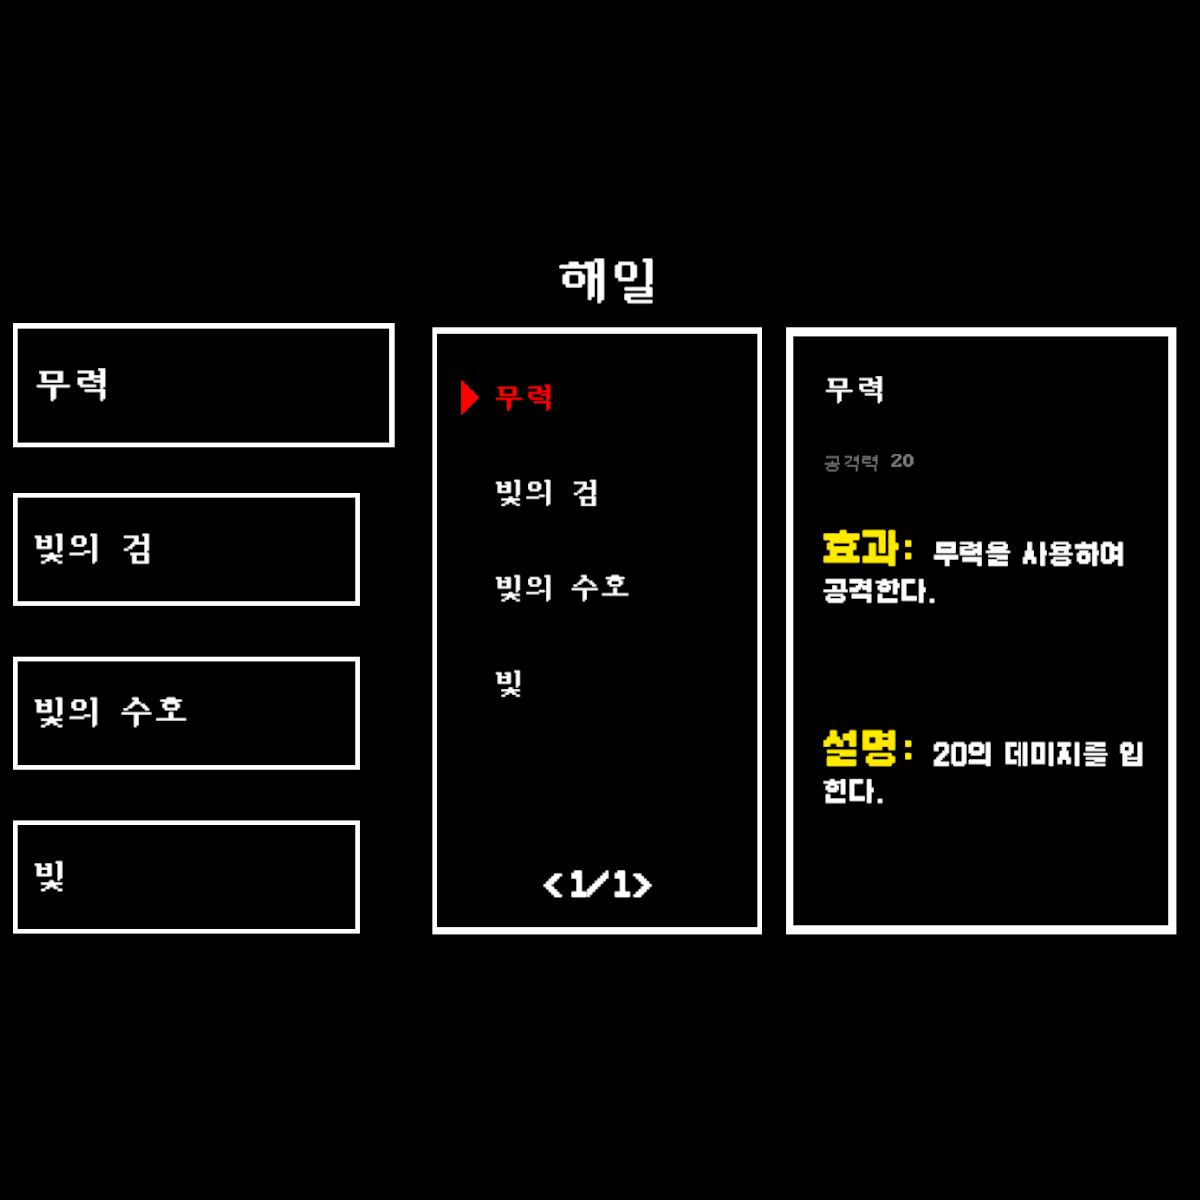 해일
무력
빛의 검
빛의 수호
빛
무력
빛의 검
빛의 수호
빛
<1/1>
무력
공격력 20
효과: 무력을 사용하여
공격한다.
설명: 20의 데미지를 입
힌다.